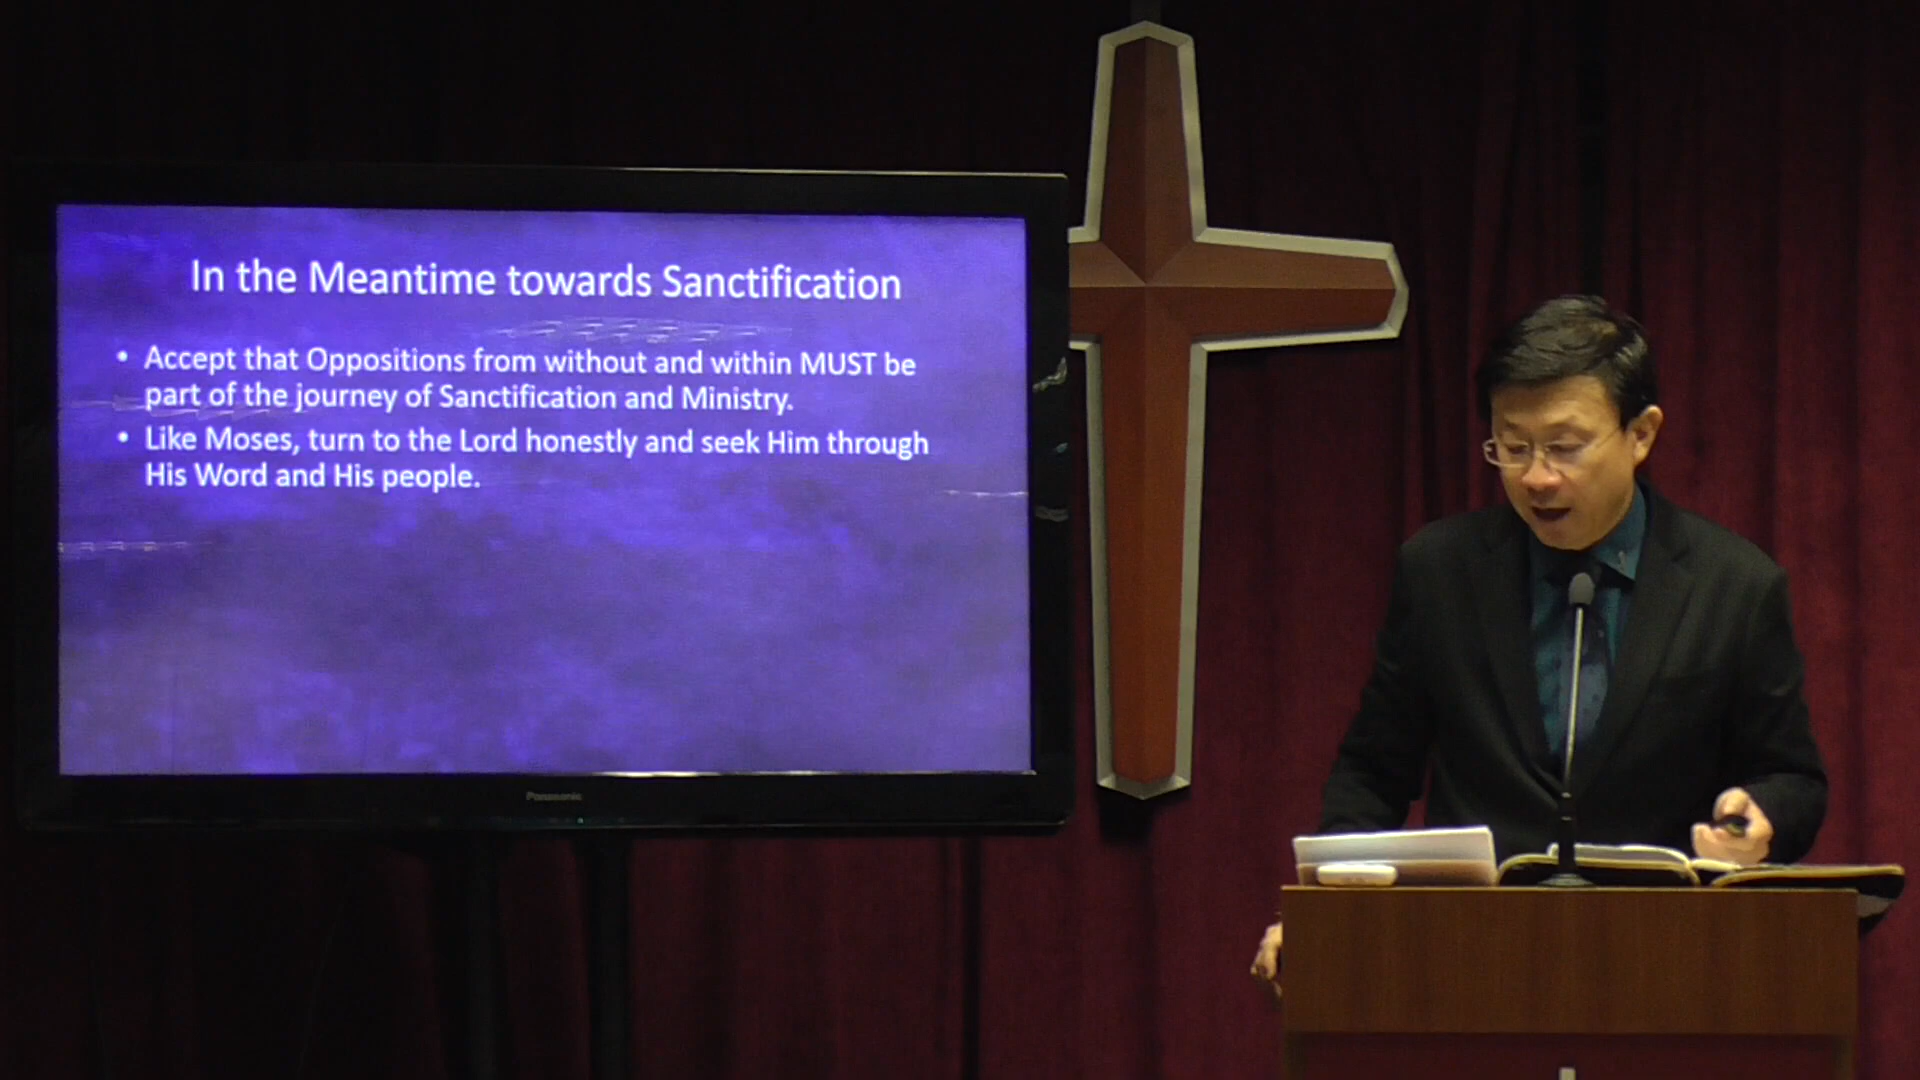 In the Meantime towards Sanctification
• Accept that Oppositions from without and within MUST be
part of the journey of Sanctification and Ministry.
• Like Moses, turn to the Lord honestly and seek Him through
His Word and His people.
Panasonic